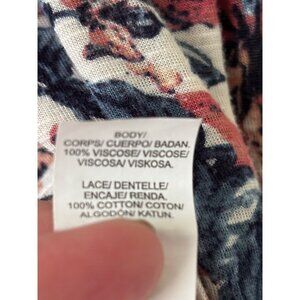 BODY/
CORPS/ CUERPO/ BADAN.
100% VISCOSE/ VISCOSE/
VISCOSA/ VISKOSA.
LACE/ DENTELLE/
ENCAJE/ RENDA.
100% COTTON/ COTON/
ALGODÓN/ KATUN.